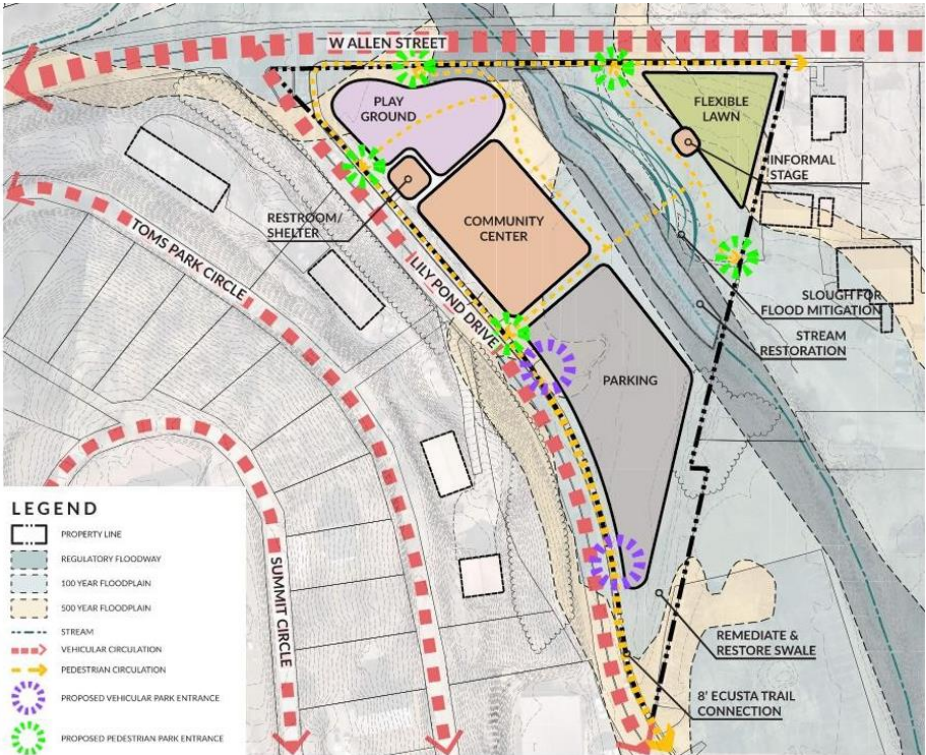 W ALLEN STREET
PLAY
GROUND
FLEXIBLE
LAWN
INFORMAL
STAGE
RESTROOM/
SHELTER
COMMUNITY
CENTER
TOMS PARK CIRCLE
LILY POND DRIVE
SLOUGH FOR
FLOOD MITIGATION
STREAM
RESTORATION
PARKING
SUMMIT CIRCLE
REMEDIATE &
RESTORE SWALE
8' ECUSTA TRAIL
CONNECTION
LEGEND
PROPERTY LINE
REGULATORY FLOODWAY
100 YEAR FLOODPLAIN
500 YEAR FLOODPLAIN
STREAM
VEHICULAR CIRCULATION
PEDESTRIAN CIRCULATION
PROPOSED VEHICULAR PARK ENTRANCE
PROPOSED PEDESTRIAN PARK ENTRANCE